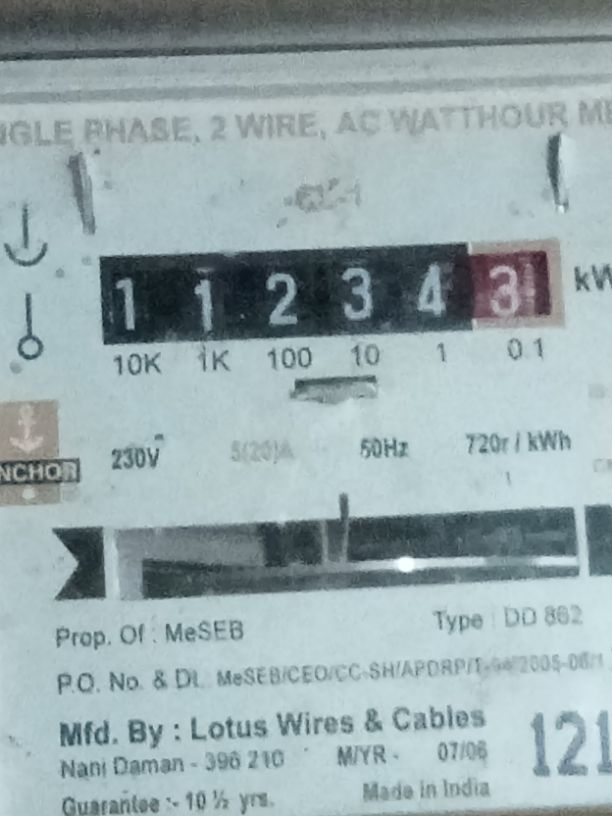 NGLE PHASE, 2 WIRE, AC WATTHOUR ME
1 1 2 3 4 3 kW
10K 1K 100 10 1 0.1
NCHOR
230V 5(20)A 50Hz 720r / kWh
Prop. Of : MeSEB Type : DD 862
P.O. No. & Dt. MeSEB/CEO/CC-SH/APDRP/
Mfd. By : Lotus Wires & Cables
Nani Daman - 396 210 M/YR - 07/06 121
Guarantee :- 10 ½ yrs. Made in India